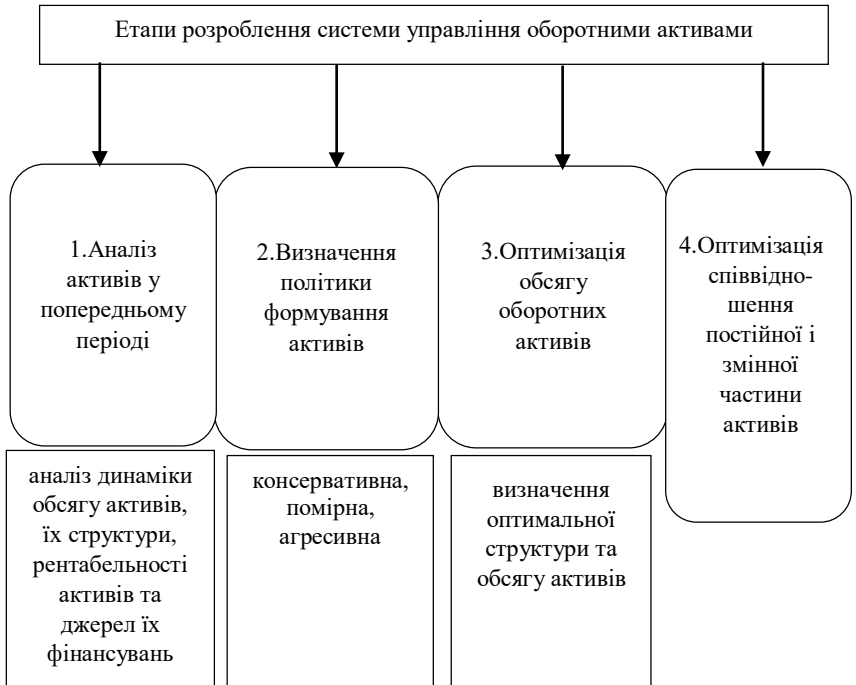 Етапи розроблення системи управління оборотними активами
1.Аналіз
активів у
попередньому
періоді
2.Визначення
політики
формування
активів
3.Оптимізація
обсягу
оборотних
активів
4.Оптимізація
співвідно-
шення
постійної і
змінної
частини
активів
аналіз динаміки
обсягу активів,
їх структури,
рентабельності
активів та
джерел їх
фінансувань
консервативна,
помірна,
агресивна
визначення
оптимальної
структури та
обсягу активів